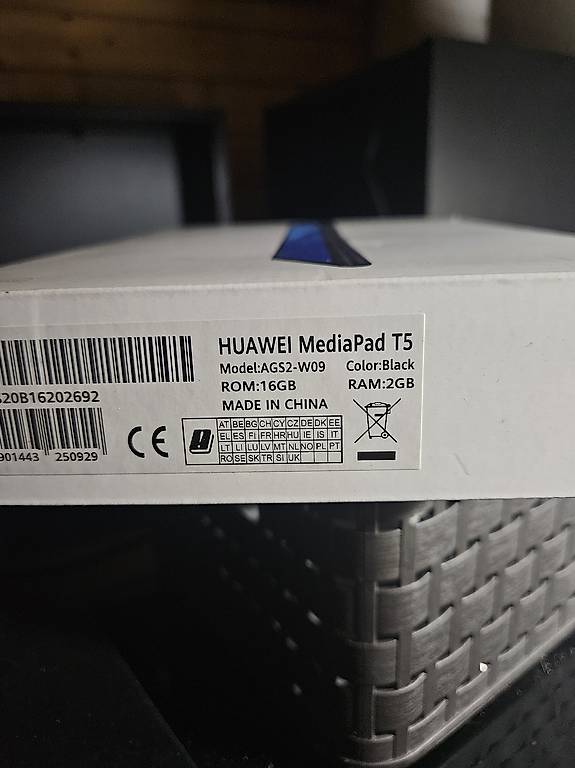 HUAWEI MediaPad T5
Model:AGS2-W09 Color:Black
ROM:16GB RAM:2GB
MADE IN CHINA
20B16202692
901443 250929
CE
AT BE BG CH CY CZ DE DK EE
EL ES FI FR HR HU IE IS IT
LT LI LU LV MT NL NO PL PT
RO SE SK TR SI UK